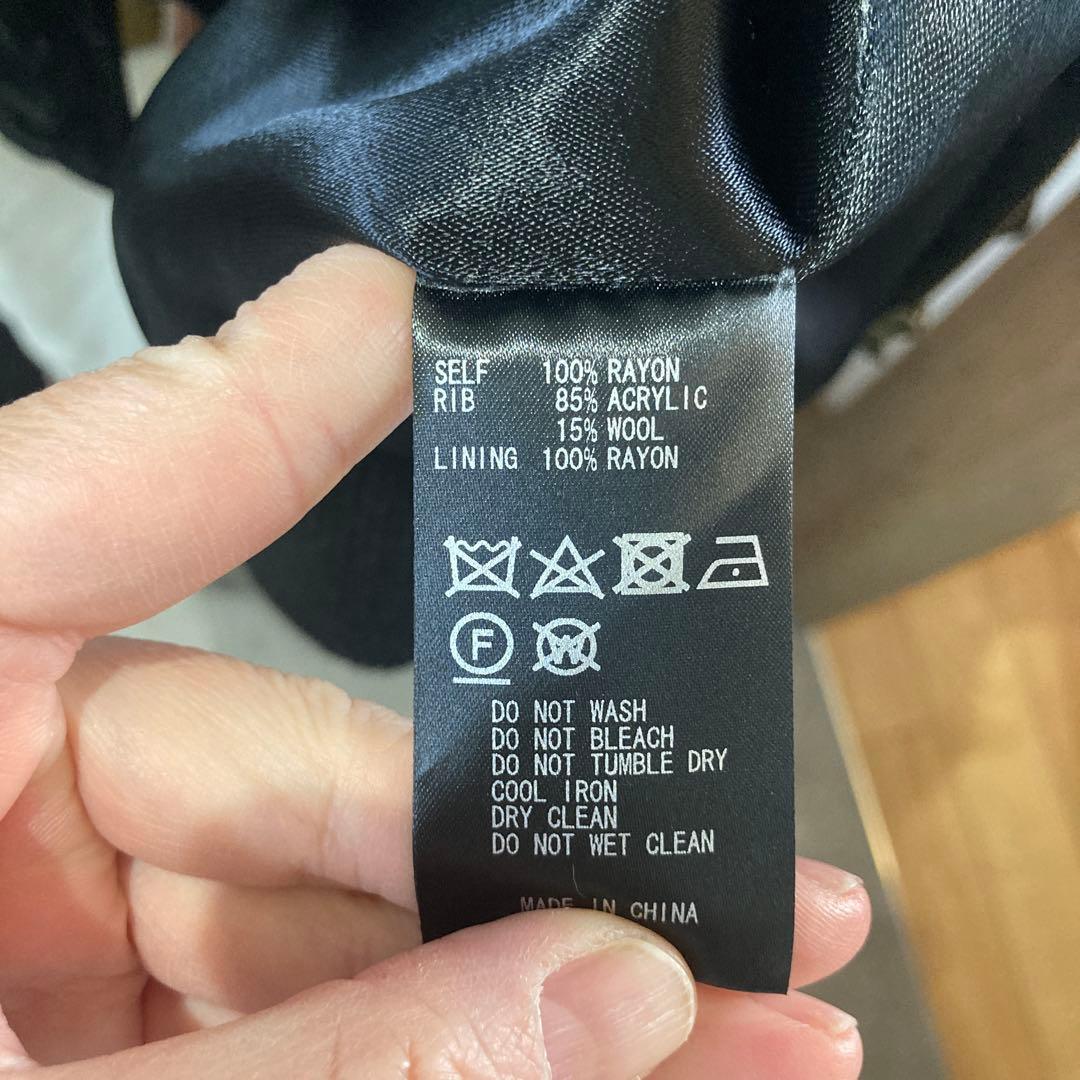 SELF 100% RAYON
RIB 85% ACRYLIC
15% WOOL
LINING 100% RAYON
F
W
DO NOT WASH
DO NOT BLEACH
DO NOT TUMBLE DRY
COOL IRON
DRY CLEAN
DO NOT WET CLEAN
MADE IN CHINA